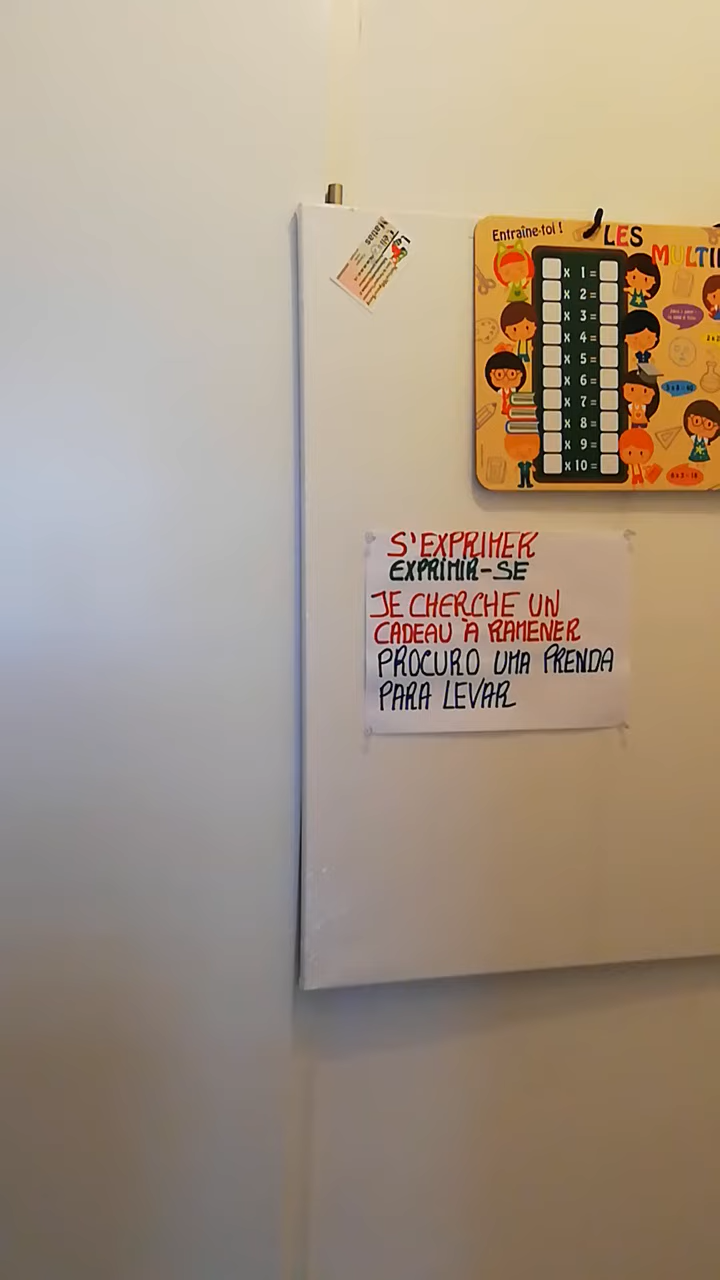 Entraîne-toi !
LES
MULTI
x 1 =
x 2 =
x 3 =
x 4 =
x 5 =
x 6 =
x 7 =
x 8 =
x 9 =
x 10 =
S'EXPRIMER
EXPRIMIR-SE
JE CHERCHE UN
CADEAU À RAMENER
PROCURO UMA PRENDA
PARA LEVAR